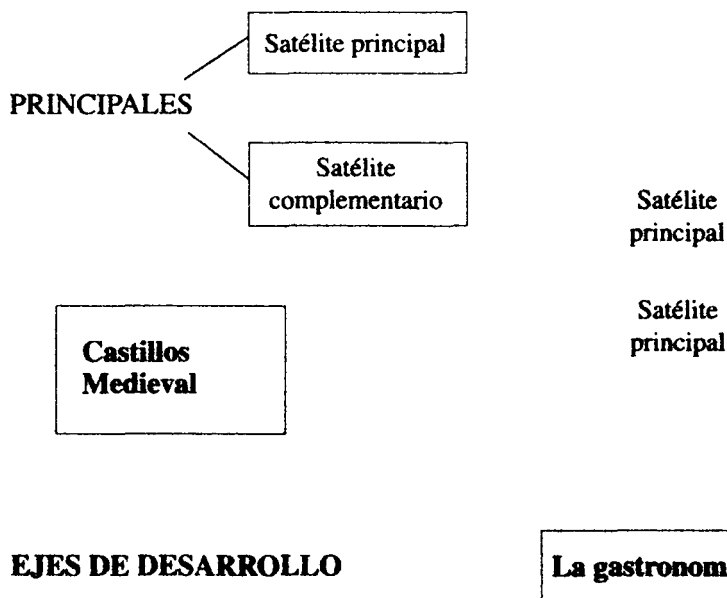 Satélite principal
PRINCIPALES
Satélite
complementario
Satélite
principal
Satélite
principal
Castillos
Medieval
EJES DE DESARROLLO
La gastronom